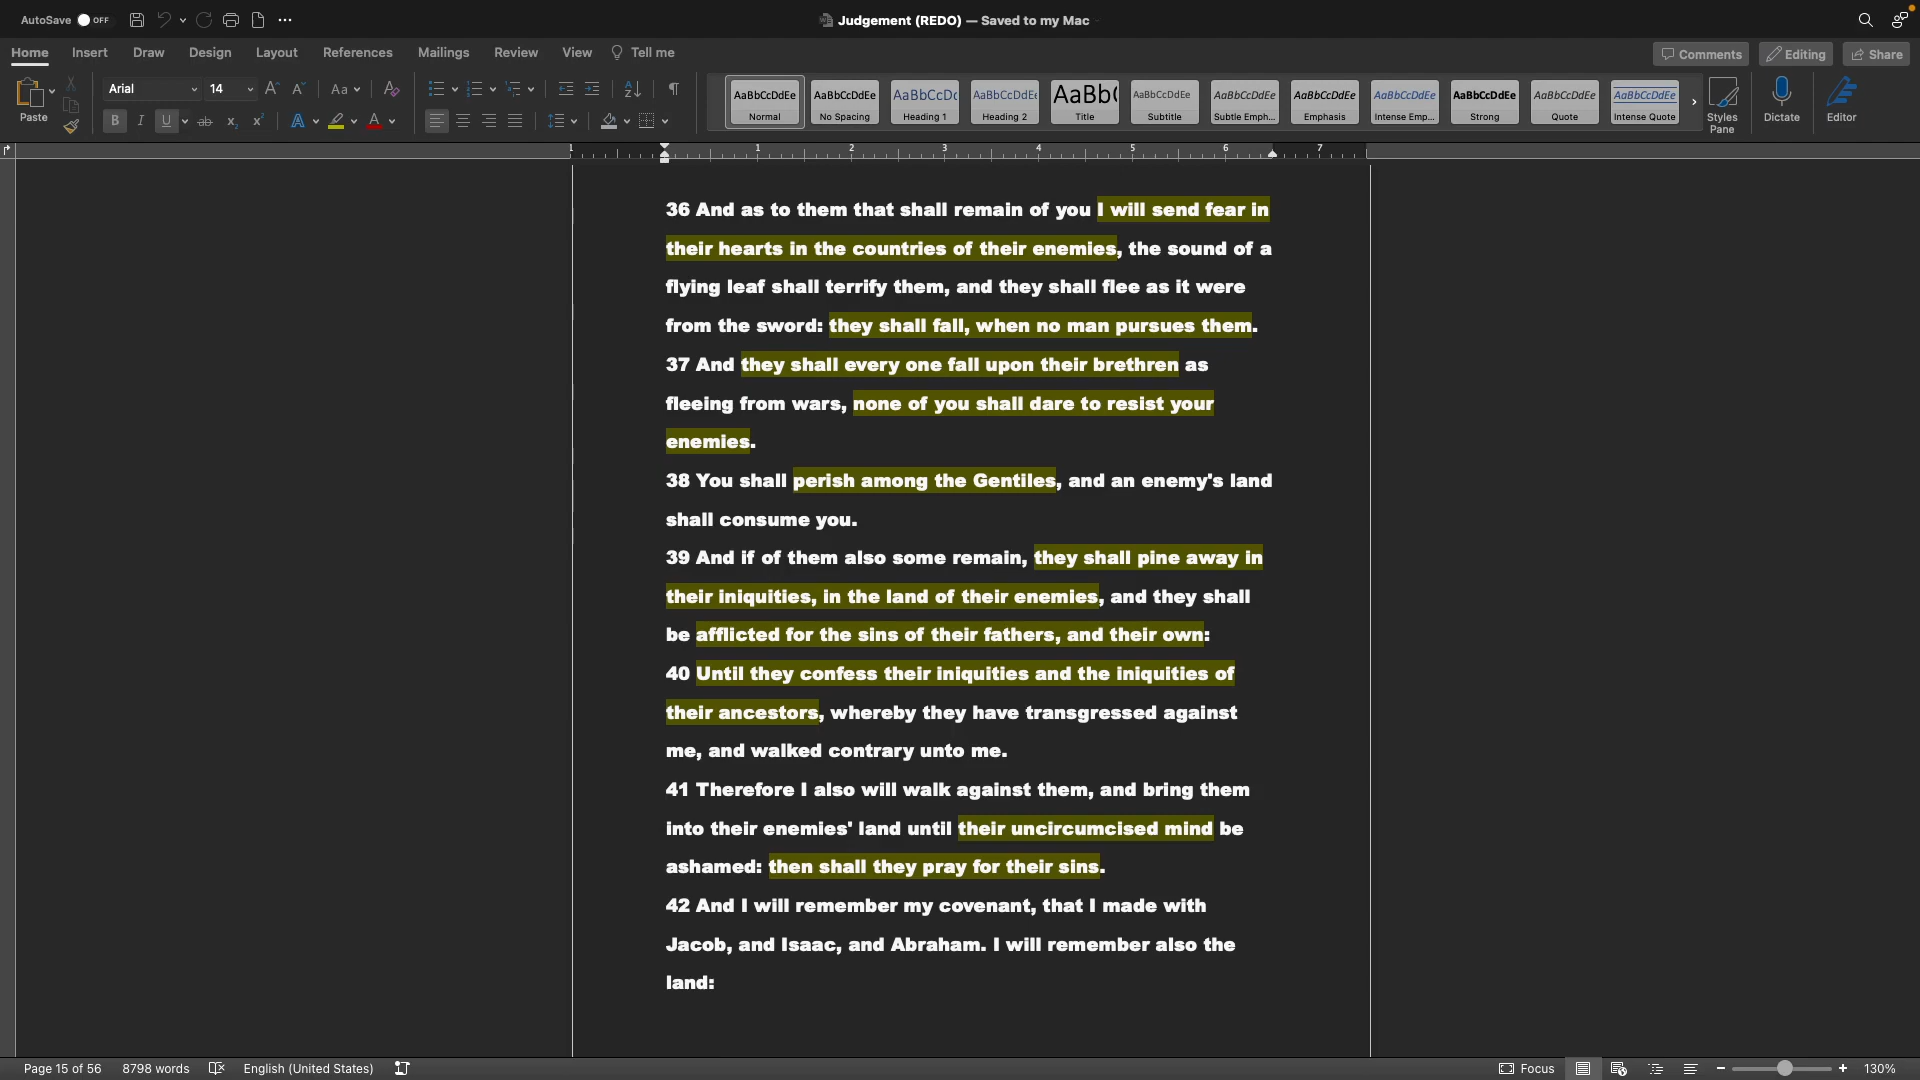 AutoSave OFF
Judgement (REDO) — Saved to my Mac
Home Insert Draw Design Layout References Mailings Review View Tell me
Comments Editing Share
Paste
Arial 14 Aa
AaBbCcDdEe AaBbCcDdEe AaBbCcDc AaBbCcDdEe AaBb( AaBbCcDdEe AaBbCcDdEe AaBbCcDdEe AaBbCcDdEe AaBbCcDdEe AaBbCcDdEe AaBbCcDdEe
Normal No Spacing Heading 1 Heading 2 Title Subtitle Subtle Emph... Emphasis Intense Emp... Strong Quote Intense Quote
Styles Pane Dictate Editor
1 1 2 3 4 5 6 7
36 And as to them that shall remain of you I will send fear in
their hearts in the countries of their enemies, the sound of a
flying leaf shall terrify them, and they shall flee as it were
from the sword: they shall fall, when no man pursues them.
37 And they shall every one fall upon their brethren as
fleeing from wars, none of you shall dare to resist your
enemies.
38 You shall perish among the Gentiles, and an enemy's land
shall consume you.
39 And if of them also some remain, they shall pine away in
their iniquities, in the land of their enemies, and they shall
be afflicted for the sins of their fathers, and their own:
40 Until they confess their iniquities and the iniquities of
their ancestors, whereby they have transgressed against
me, and walked contrary unto me.
41 Therefore I also will walk against them, and bring them
into their enemies' land until their uncircumcised mind be
ashamed: then shall they pray for their sins.
42 And I will remember my covenant, that I made with
Jacob, and Isaac, and Abraham. I will remember also the
land:
Page 15 of 56 8798 words English (United States) Focus 130%